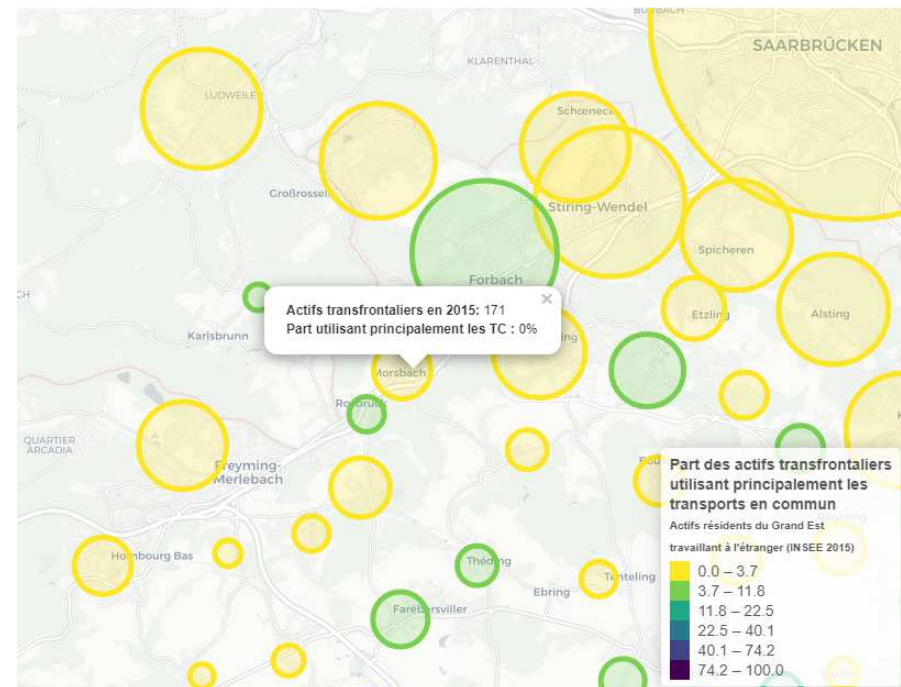 SAARBRÜCKEN
KLARENTHAL
LUDWEILER
Schœneck
Großrossel
Stiring-Wendel
Spicheren
Forbach
Actifs transfrontaliers en 2015: 171
Part utilisant principalement les TC : 0%
×
Etzling
Alsting
Karlsbrunn
Morsbach
Rosbruck
QUARTIER
ARCADIA
Freyming-
Merlebach
Hombourg Bas
Théding
Ebring
Tenteling
Farébersviller
Part des actifs transfrontaliers
utilisant principalement les
transports en commun
Actifs résidents du Grand Est
travaillant à l'étranger (INSEE 2015)
0.0 – 3.7
3.7 – 11.8
11.8 – 22.5
22.5 – 40.1
40.1 – 74.2
74.2 – 100.0